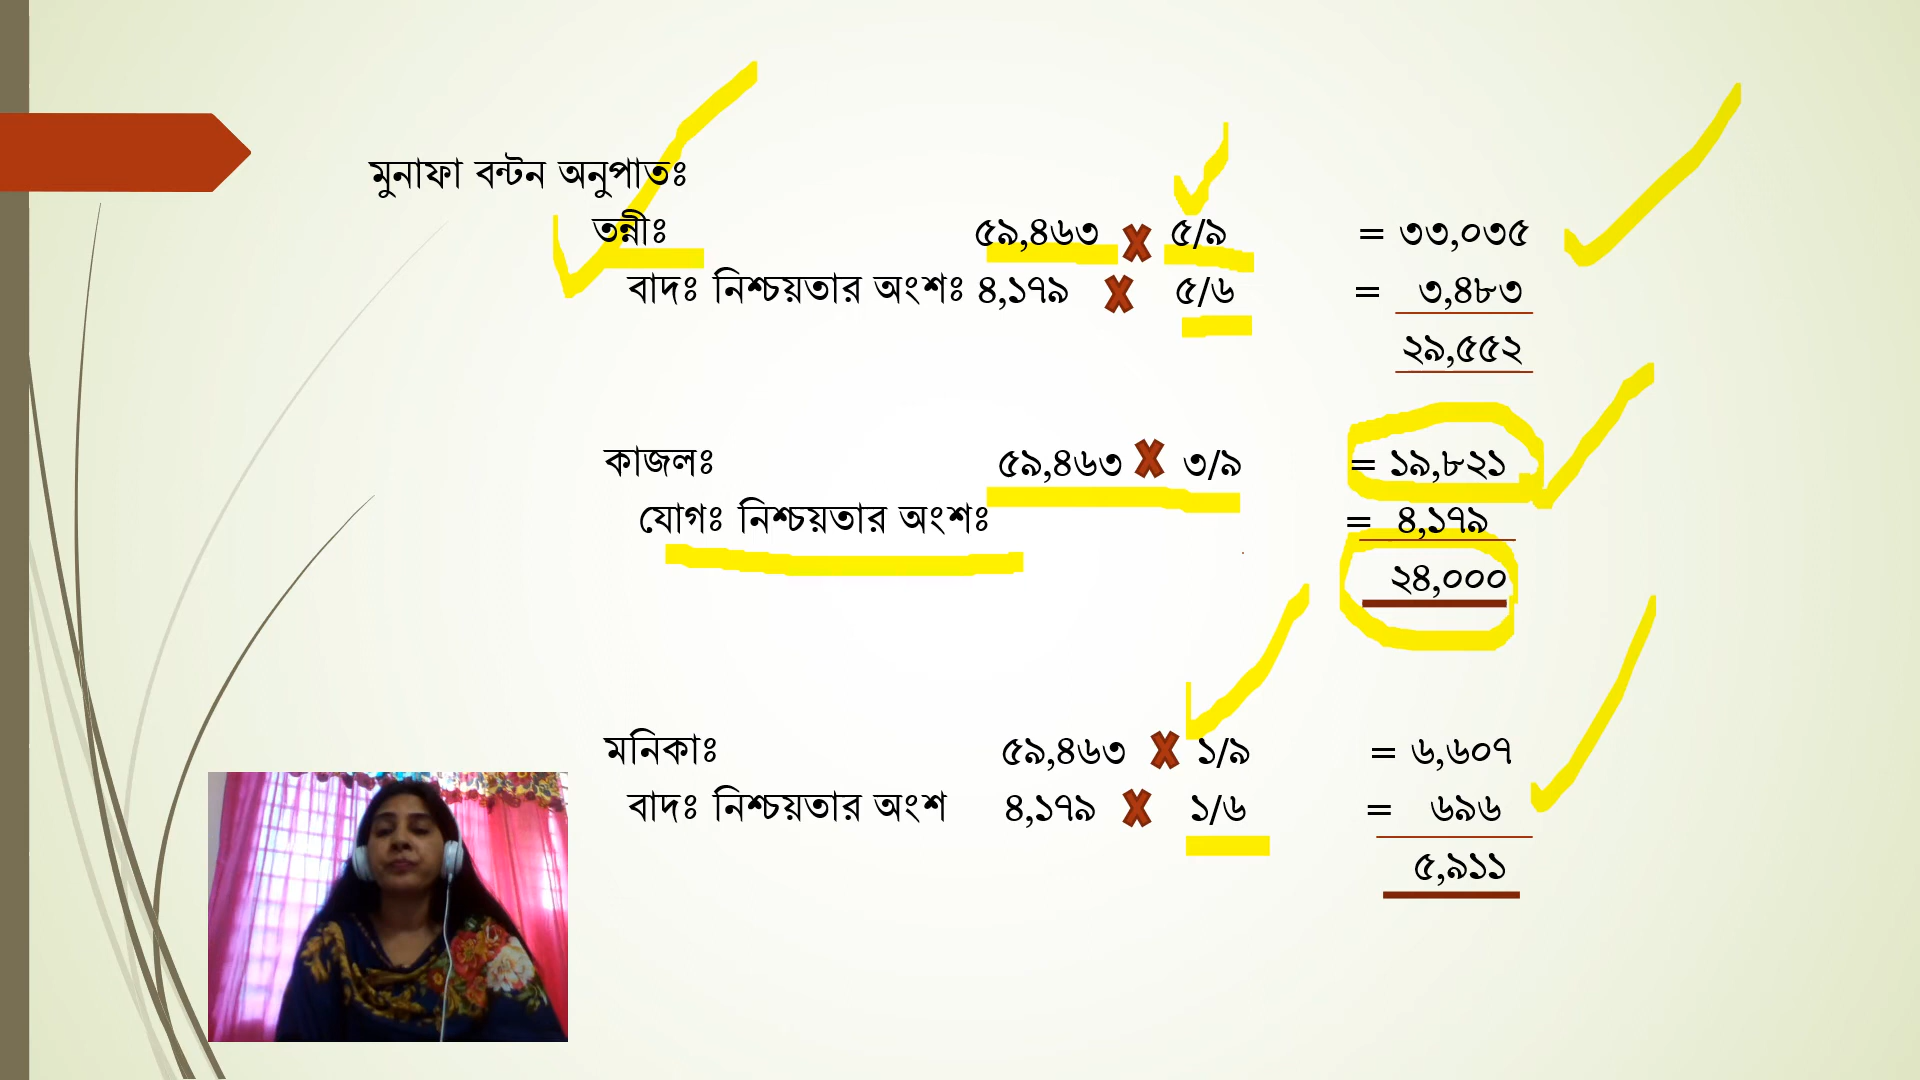 মুনাফা বন্টন অনুপাতঃ
তন্নীঃ ৫৯,৪৬৩ ✖ ৫/৯ = ৩৩,০৩৫
বাদঃ নিশ্চয়তার অংশঃ ৪,১৭৯ ✖ ৫/৬ = ৩,৪৮৩
২৯,৫৫২
কাজলঃ ৫৯,৪৬৩ ✖ ৩/৯ = ১৯,৮২১
যোগঃ নিশ্চয়তার অংশঃ = ৪,১৭৯
২৪,০০০
মনিকাঃ ৫৯,৪৬৩ ✖ ১/৯ = ৬,৬০৭
বাদঃ নিশ্চয়তার অংশ ৪,১৭৯ ✖ ১/৬ = ৬৯৬
৫,৯১১